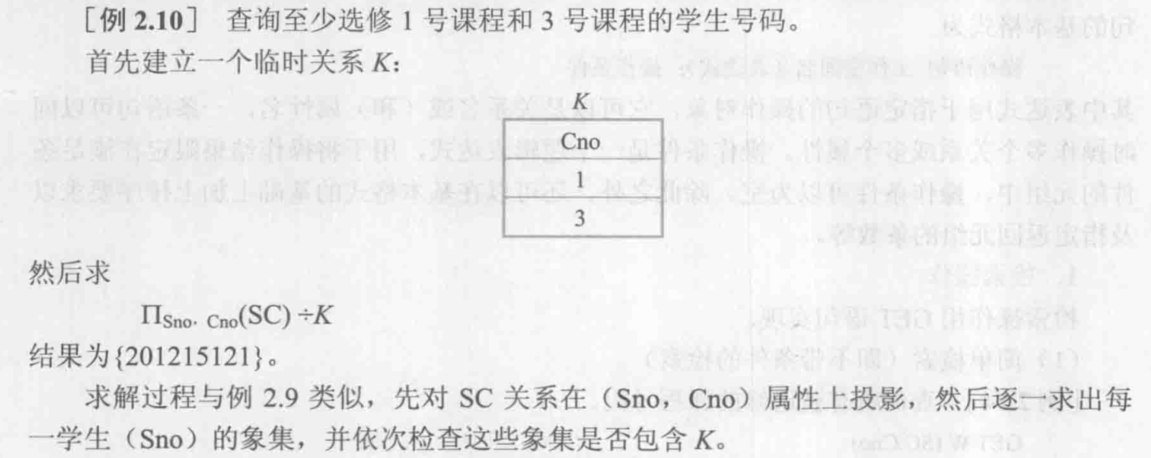 [例 2.10] 查询至少选修 1 号课程和 3 号课程的学生号码。
首先建立一个临时关系 K：
K
Cno
1
3
然后求
Π_{Sno，Cno}(SC) ÷K
结果为{201215121}。
求解过程与例 2.9 类似，先对 SC 关系在（Sno，Cno）属性上投影，然后逐个求出每
一学生（Sno）的象集，并依次检查这些象集是否包含 K。